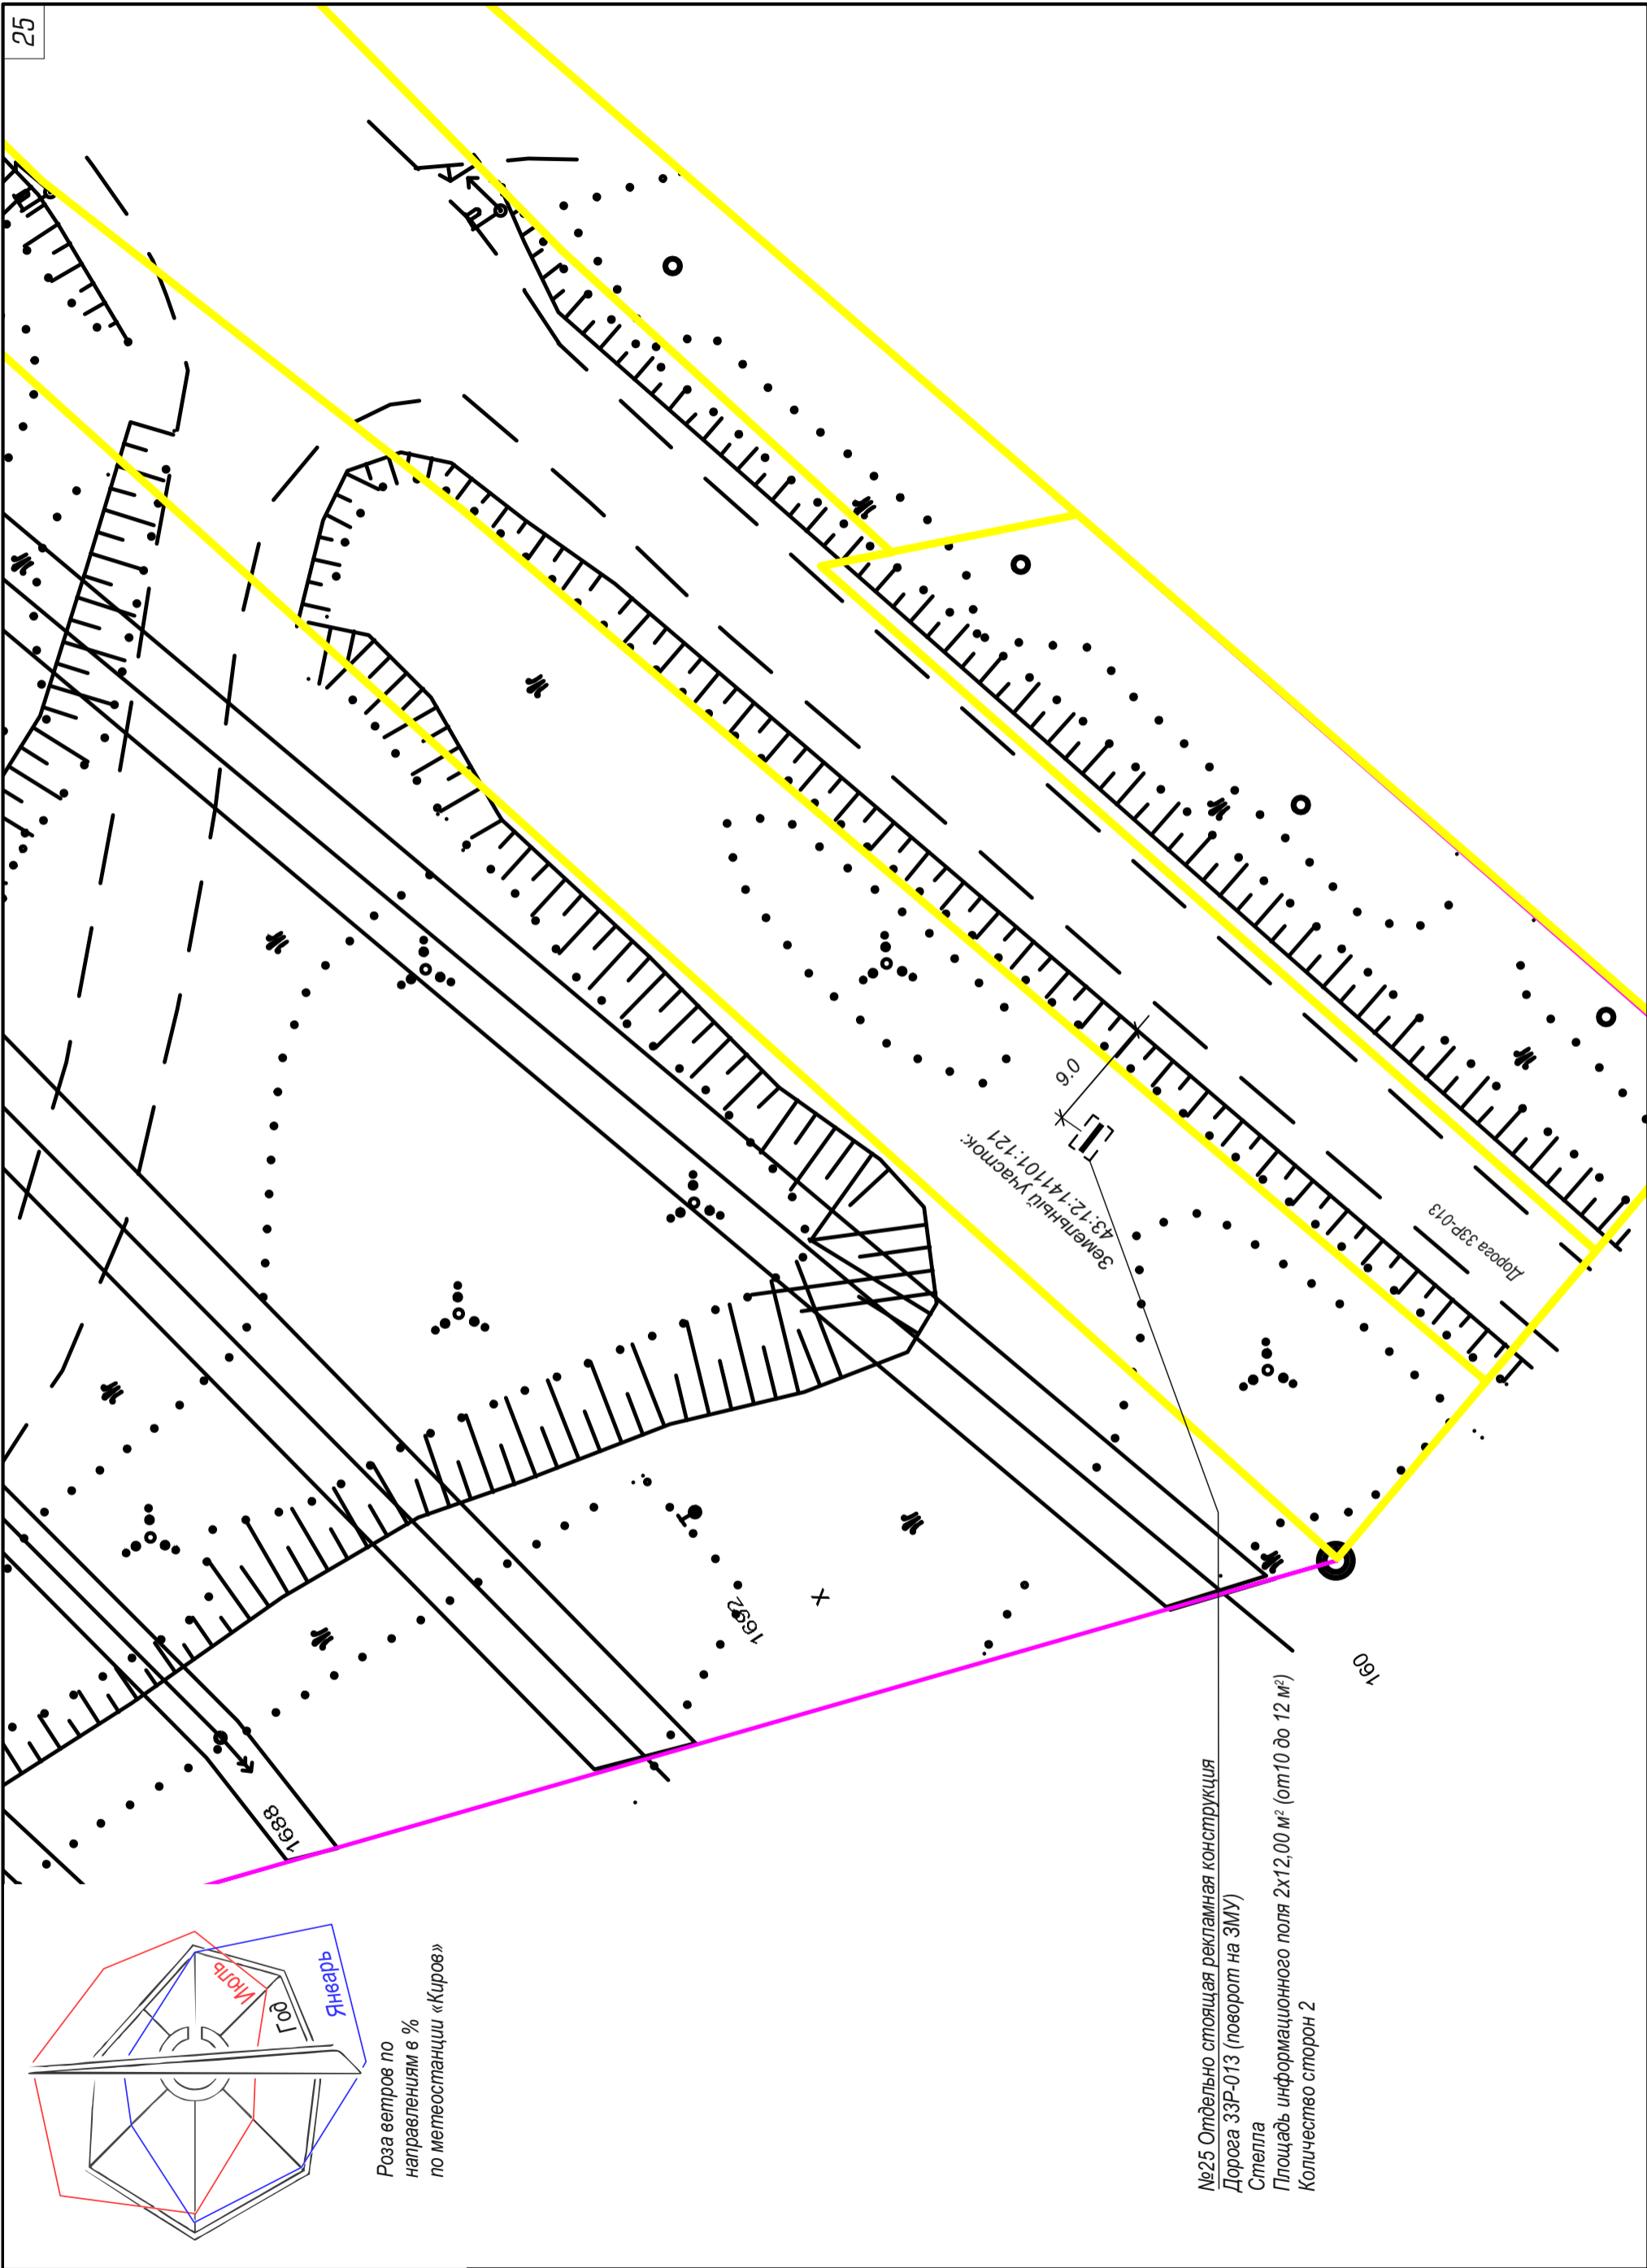 25
Земельный участок:
43:12:141101:121
9.0
Дорога 33Р-013
1692
1688
160
Июль
Год
Январь
Роза ветров по
направлениям в %
по метеостанции «Киров»
№25 Отдельно стоящая рекламная конструкция
Дорога 33Р-013 (поворот на ЗМУ)
Стелла
Площадь информационного поля 2х12,00 м² (от10 до 12 м²)
Количество сторон 2